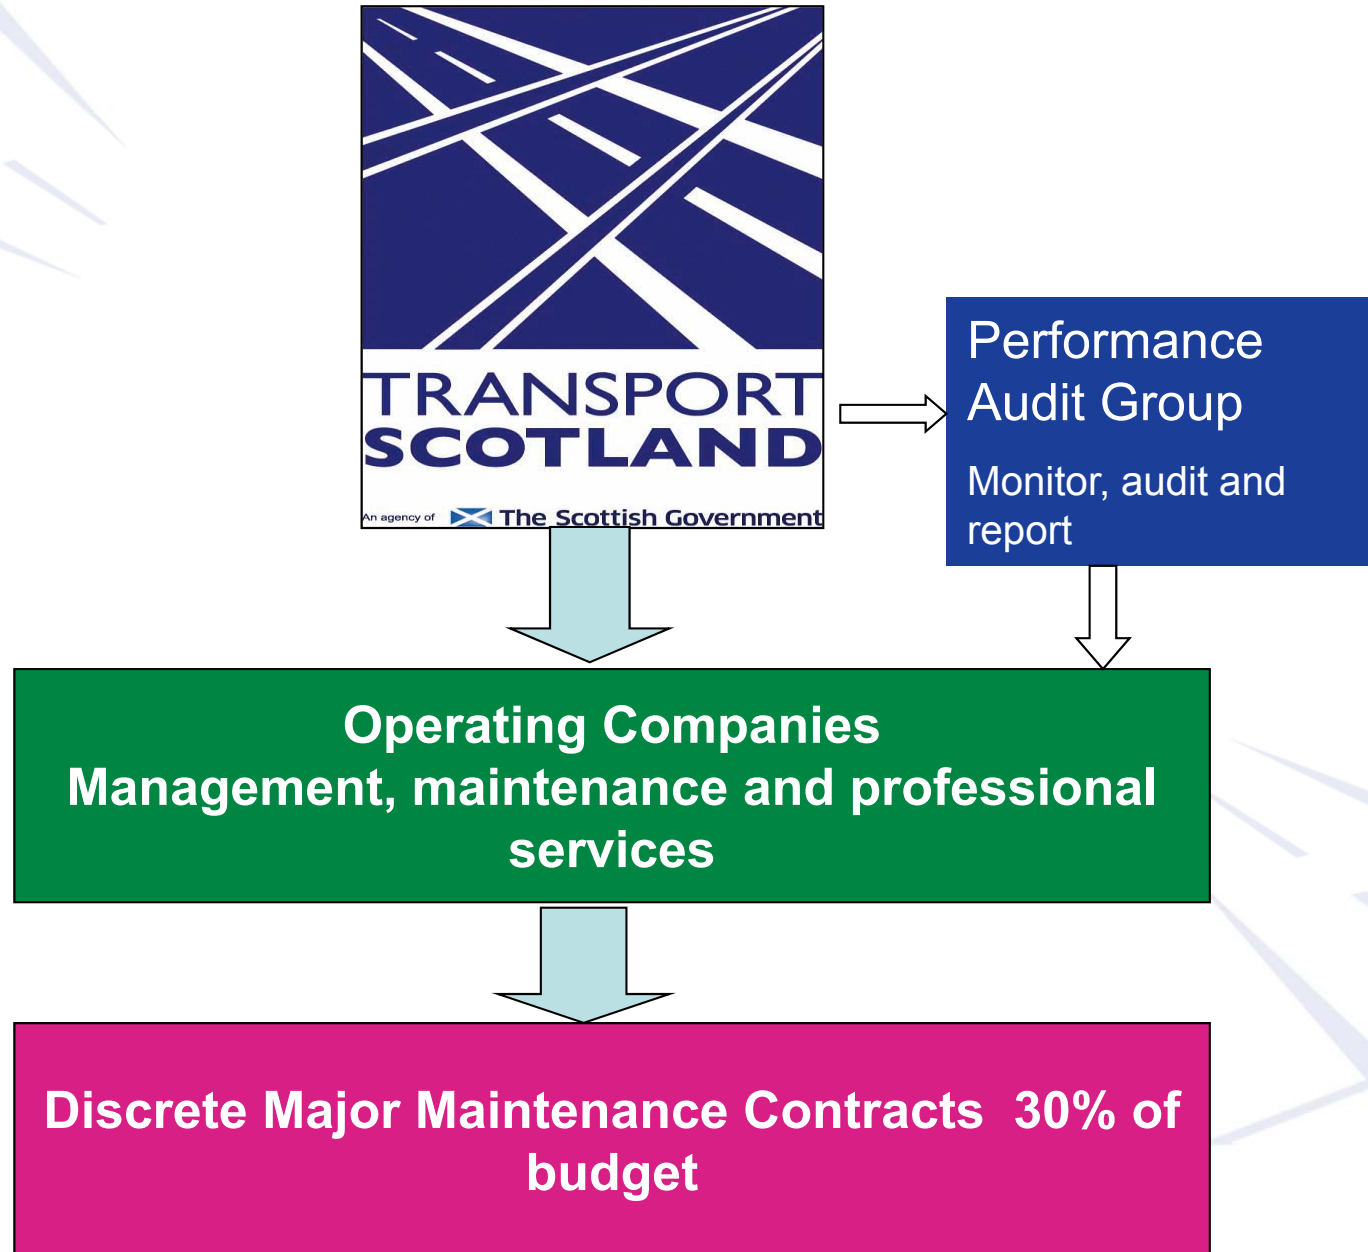 TRANSPORT
SCOTLAND
An agency of The Scottish Government
Performance
Audit Group
Monitor, audit and
report
Operating Companies
Management, maintenance and professional
services
Discrete Major Maintenance Contracts  30% of
budget